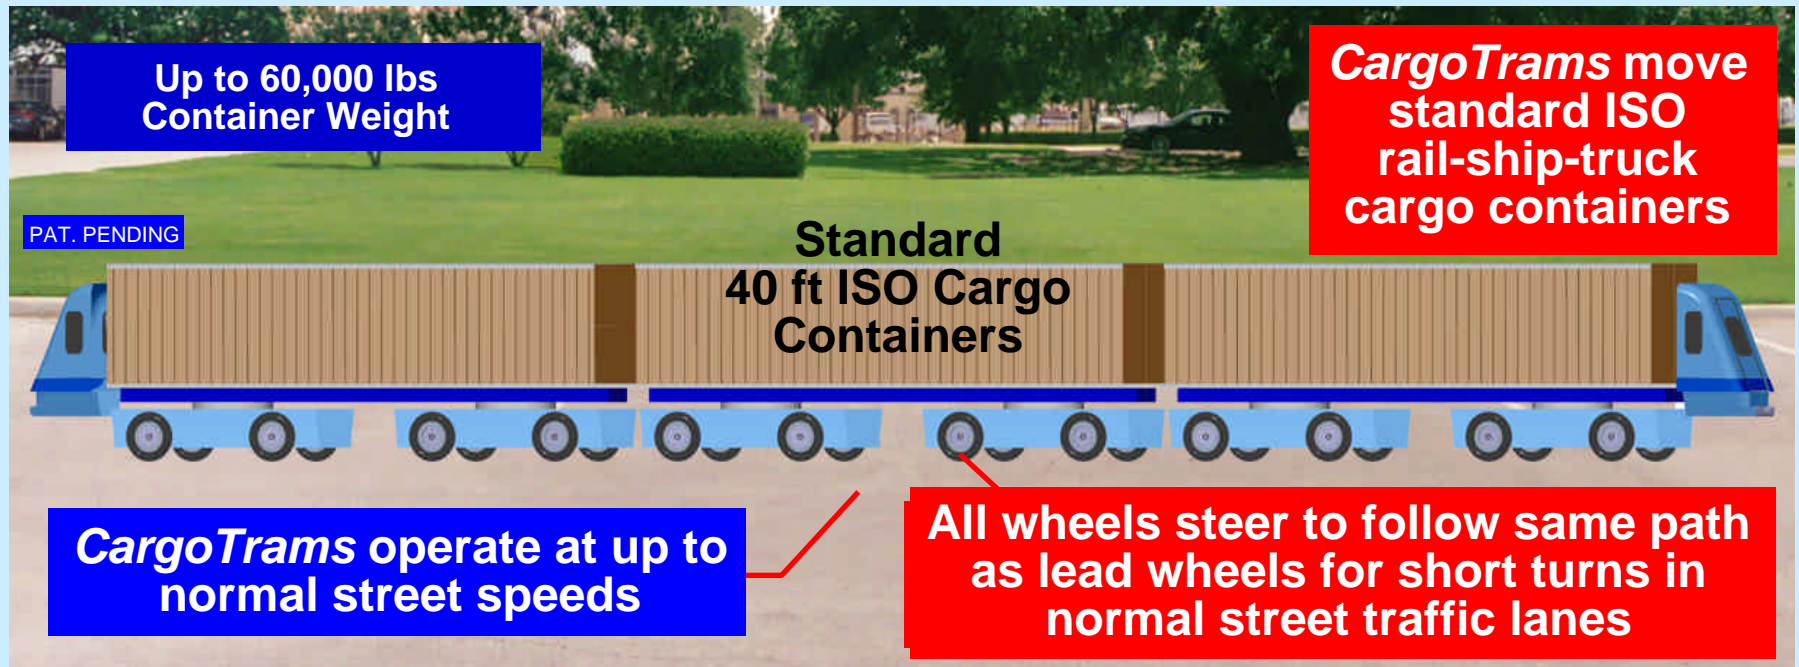 Up to 60,000 lbs
Container Weight
CargoTrams move
standard ISO
rail-ship-truck
cargo containers
PAT. PENDING
Standard
40 ft ISO Cargo
Containers
CargoTrams operate at up to
normal street speeds
All wheels steer to follow same path
as lead wheels for short turns in
normal street traffic lanes